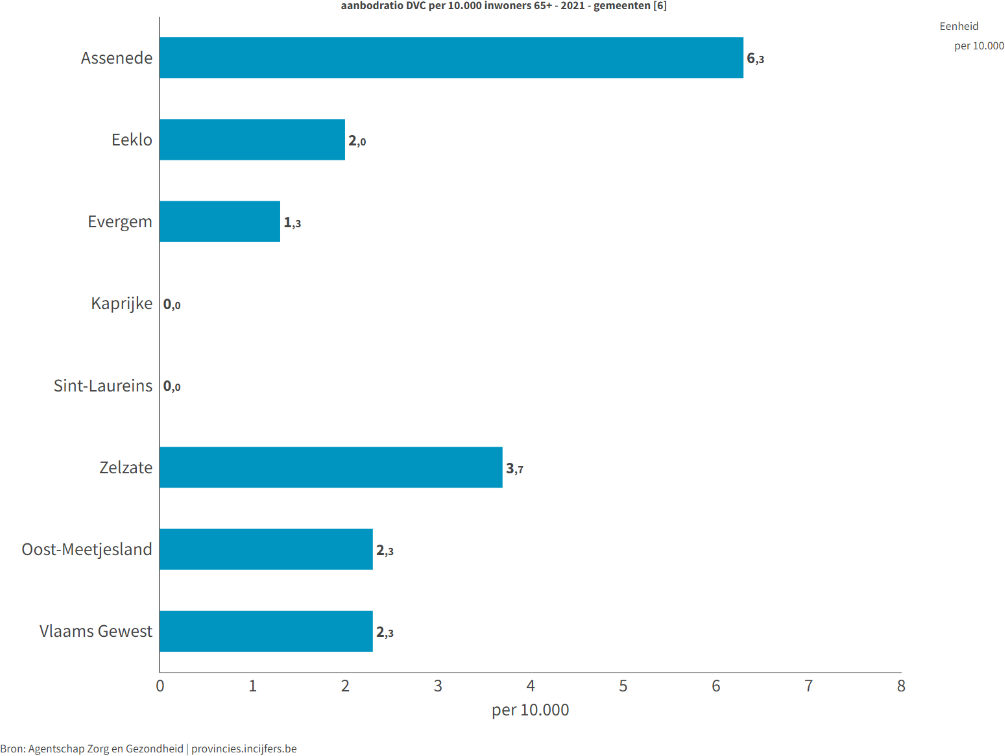 aanbodratio DVC per 10.000 inwoners 65+ - 2021 - gemeenten [6]
Eenheid
per 10.000
Assenede 6,3
Eeklo 2,0
Evergem 1,3
Kaprijke 0,0
Sint-Laureins 0,0
Zelzate 3,7
Oost-Meetjesland 2,3
Vlaams Gewest 2,3
0 1 2 3 4 5 6 7 8
per 10.000
Bron: Agentschap Zorg en Gezondheid | provincies.incijfers.be